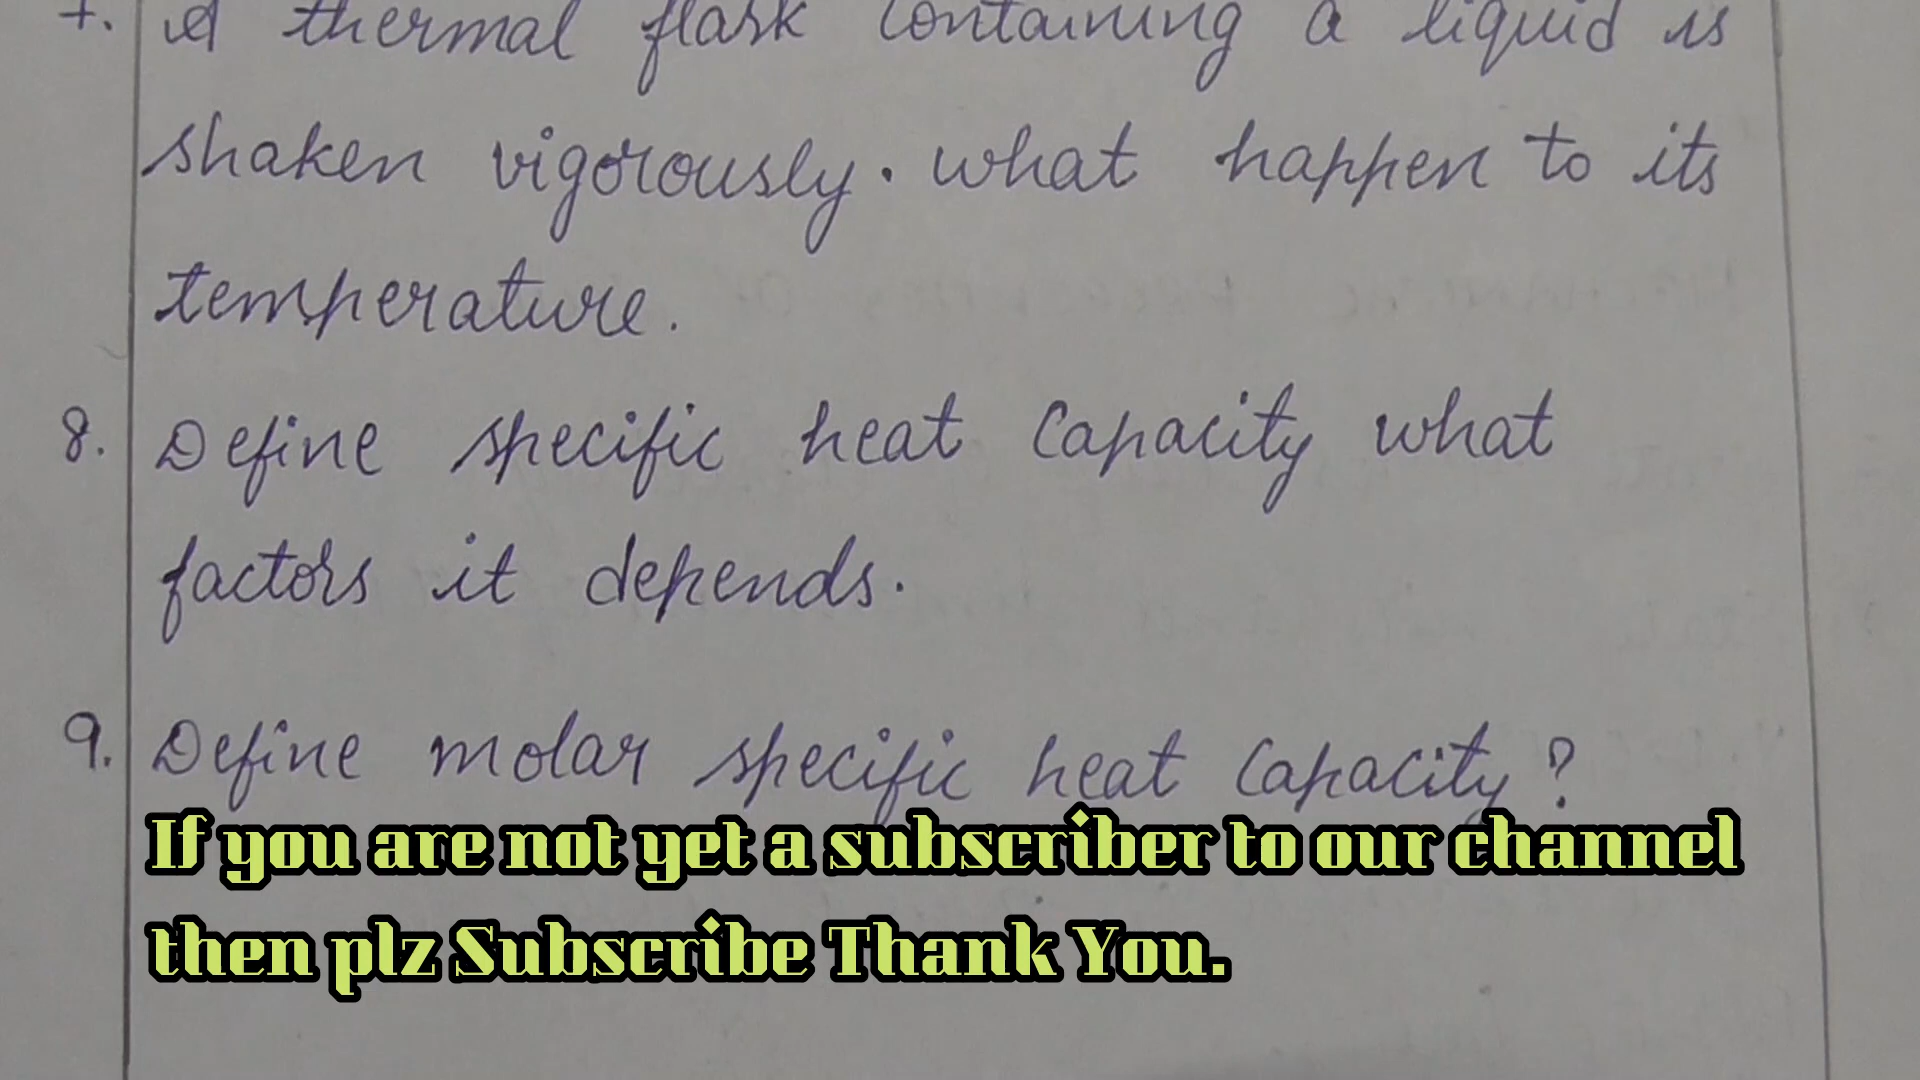 7. A thermal flask containing a liquid is
shaken vigorously. what happen to its
temperature.
8. Define specific heat capacity what
factors it depends.
9. Define molar specific heat capacity?
If you are not yet a subscriber to our channel
then plz Subscribe Thank You.